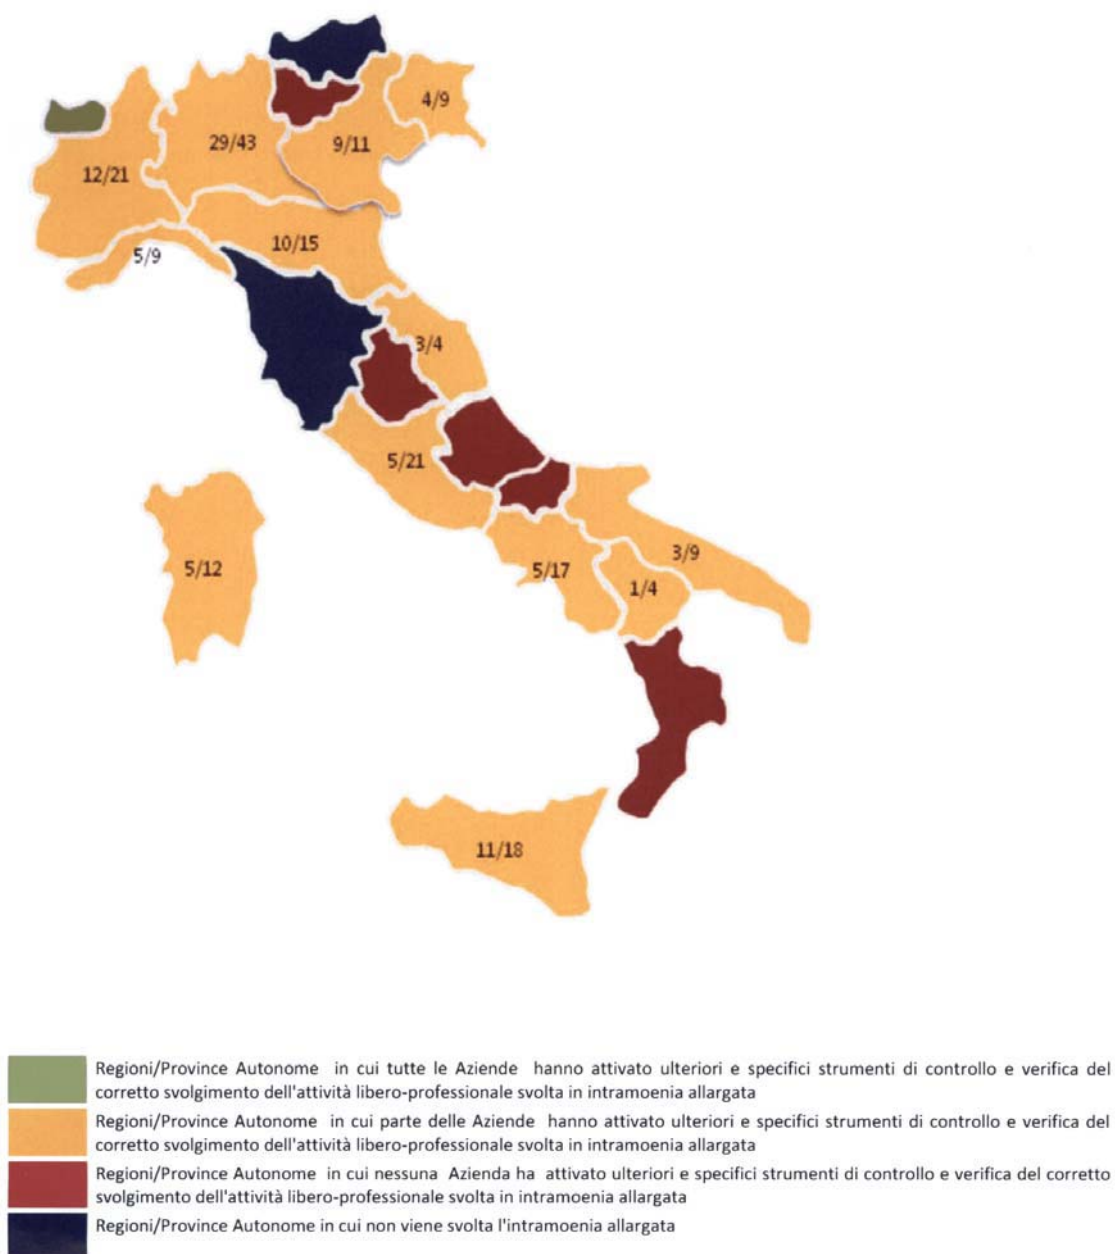 4/9
29/43
9/11
12/21
10/15
5/9
3/4
5/21
3/9
5/12
5/17
1/4
11/18
Regioni/Province Autonome in cui tutte le Aziende hanno attivato ulteriori e specifici strumenti di controllo e verifica del
corretto svolgimento dell'attività libero-professionale svolta in intramoenia allargata
Regioni/Province Autonome in cui parte delle Aziende hanno attivato ulteriori e specifici strumenti di controllo e verifica del
corretto svolgimento dell'attività libero-professionale svolta in intramoenia allargata
Regioni/Province Autonome in cui nessuna Azienda ha attivato ulteriori e specifici strumenti di controllo e verifica del corretto
svolgimento dell'attività libero-professionale svolta in intramoenia allargata
Regioni/Province Autonome in cui non viene svolta l'intramoenia allargata